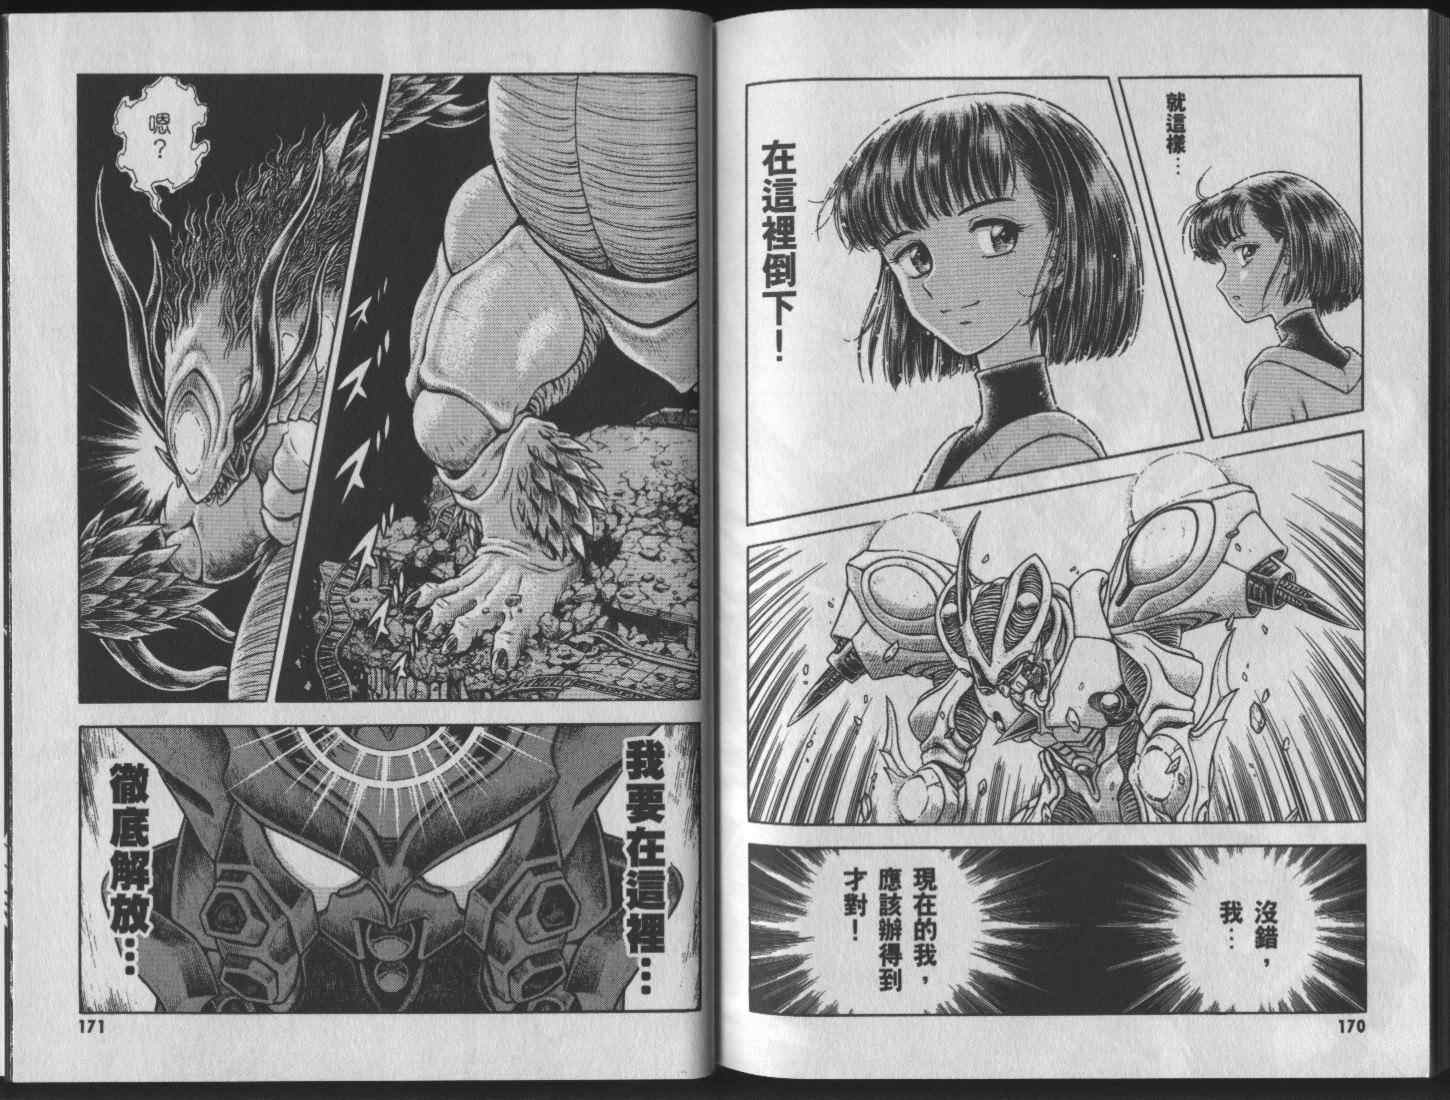 就這樣…
在這裡倒下！
沒錯，
我…
現在的我，
應該辦得到
才對！
170
嗯？
我要在這裡…
徹底解放…
171